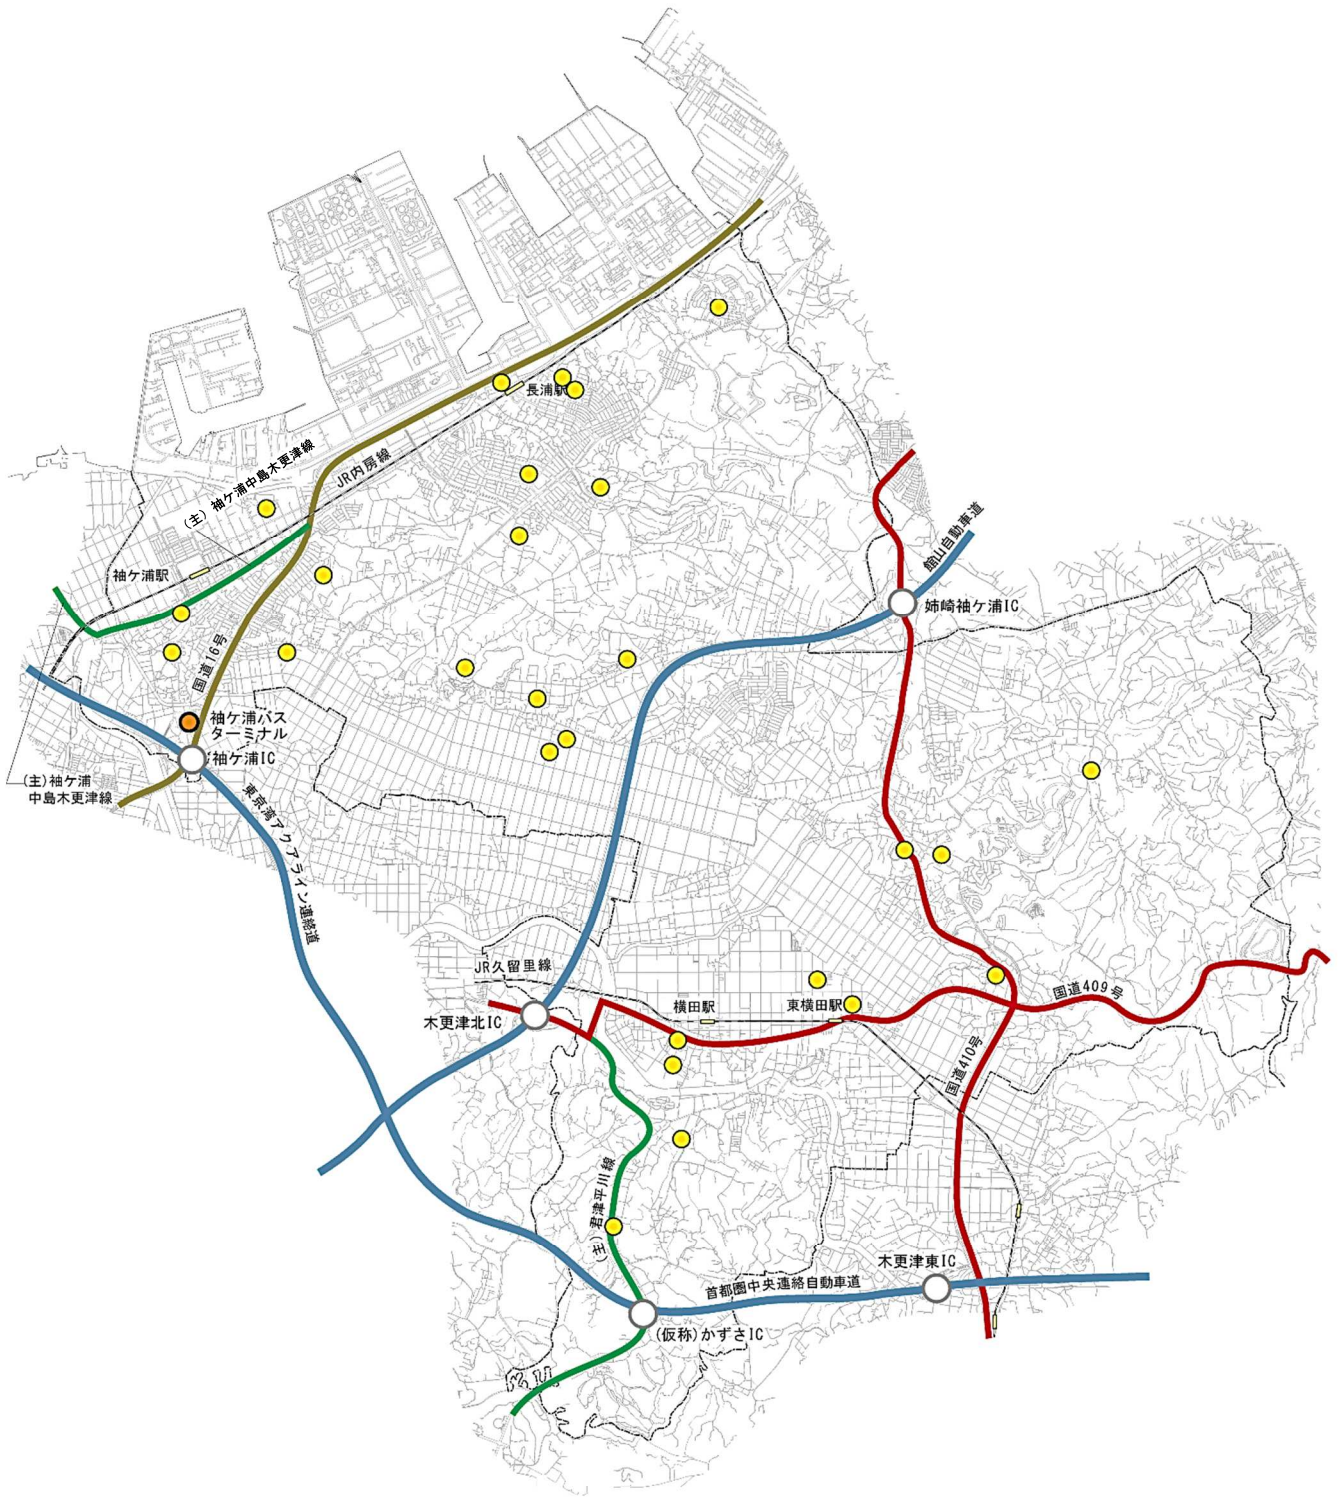 長浦駅
(主) 袖ケ浦中島木更津線
JR内房線
館山自動車道
袖ケ浦駅
姉崎袖ケ浦IC
国道16号
袖ケ浦バス
ターミナル
袖ケ浦IC
(主)袖ケ浦
中島木更津線
東京湾アクアライン連絡道
JR久留里線
国道409号
横田駅
東横田駅
木更津北IC
国道410号
(主) 君津平川線
木更津東IC
首都圏中央連絡自動車道
(仮称)かずさIC